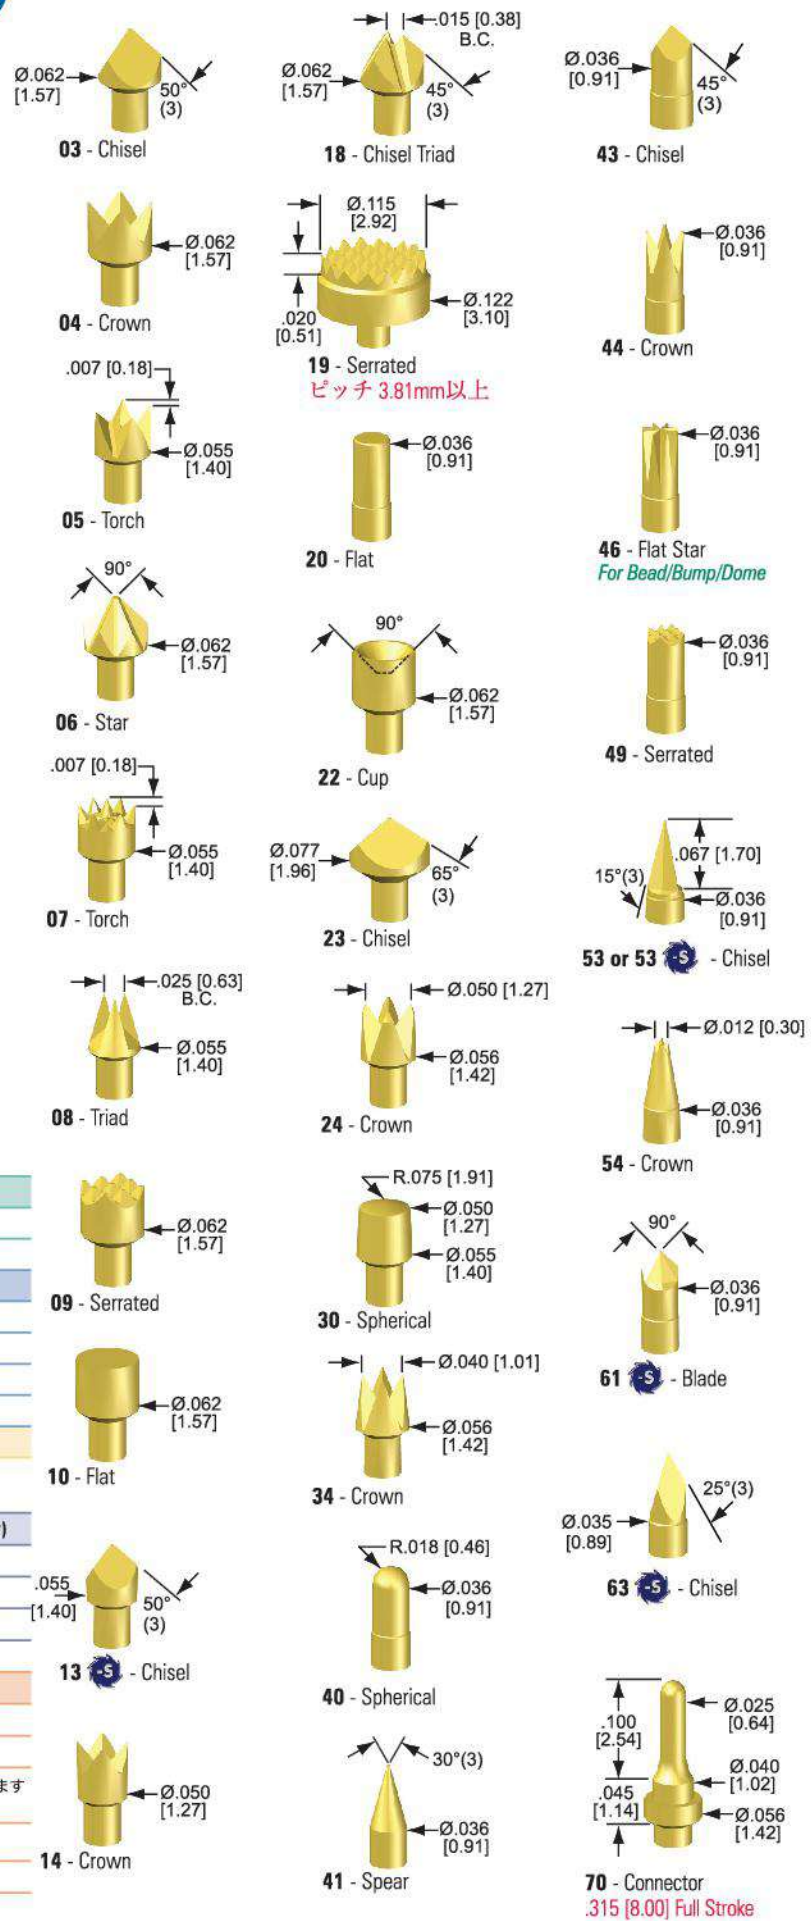 Ø.062
[1.57]
50°
(3)
03 - Chisel
Ø.062
[1.57]
04 - Crown
.007 [0.18]
Ø.055
[1.40]
05 - Torch
90°
Ø.062
[1.57]
06 - Star
.007 [0.18]
Ø.055
[1.40]
07 - Torch
.025 [0.63]
B.C.
Ø.055
[1.40]
08 - Triad
Ø.062
[1.57]
09 - Serrated
Ø.062
[1.57]
10 - Flat
)
.055
[1.40]
50°
(3)
13 -S - Chisel
ます
Ø.050
[1.27]
14 - Crown
.015 [0.38]
B.C.
Ø.062
[1.57]
45°
(3)
18 - Chisel Triad
Ø.115
[2.92]
.020
[0.51]
Ø.122
[3.10]
19 - Serrated
ピッチ 3.81mm以上
Ø.036
[0.91]
20 - Flat
90°
Ø.062
[1.57]
22 - Cup
Ø.077
[1.96]
65°
(3)
23 - Chisel
Ø.050 [1.27]
Ø.056
[1.42]
24 - Crown
R.075 [1.91]
Ø.050
[1.27]
Ø.055
[1.40]
30 - Spherical
Ø.040 [1.01]
Ø.056
[1.42]
34 - Crown
R.018 [0.46]
Ø.036
[0.91]
40 - Spherical
30°(3)
Ø.036
[0.91]
41 - Spear
Ø.036
[0.91]
45°
(3)
43 - Chisel
Ø.036
[0.91]
44 - Crown
Ø.036
[0.91]
46 - Flat Star
For Bead/Bump/Dome
Ø.036
[0.91]
49 - Serrated
.067 [1.70]
15°(3)
Ø.036
[0.91]
53 or 53 -S - Chisel
Ø.012 [0.30]
Ø.036
[0.91]
54 - Crown
90°
Ø.036
[0.91]
61 -S - Blade
25°(3)
Ø.035
[0.89]
63 -S - Chisel
.100
[2.54]
Ø.025
[0.64]
Ø.040
[1.02]
.045
[1.14]
Ø.056
[1.42]
70 - Connector
.315 [8.00] Full Stroke